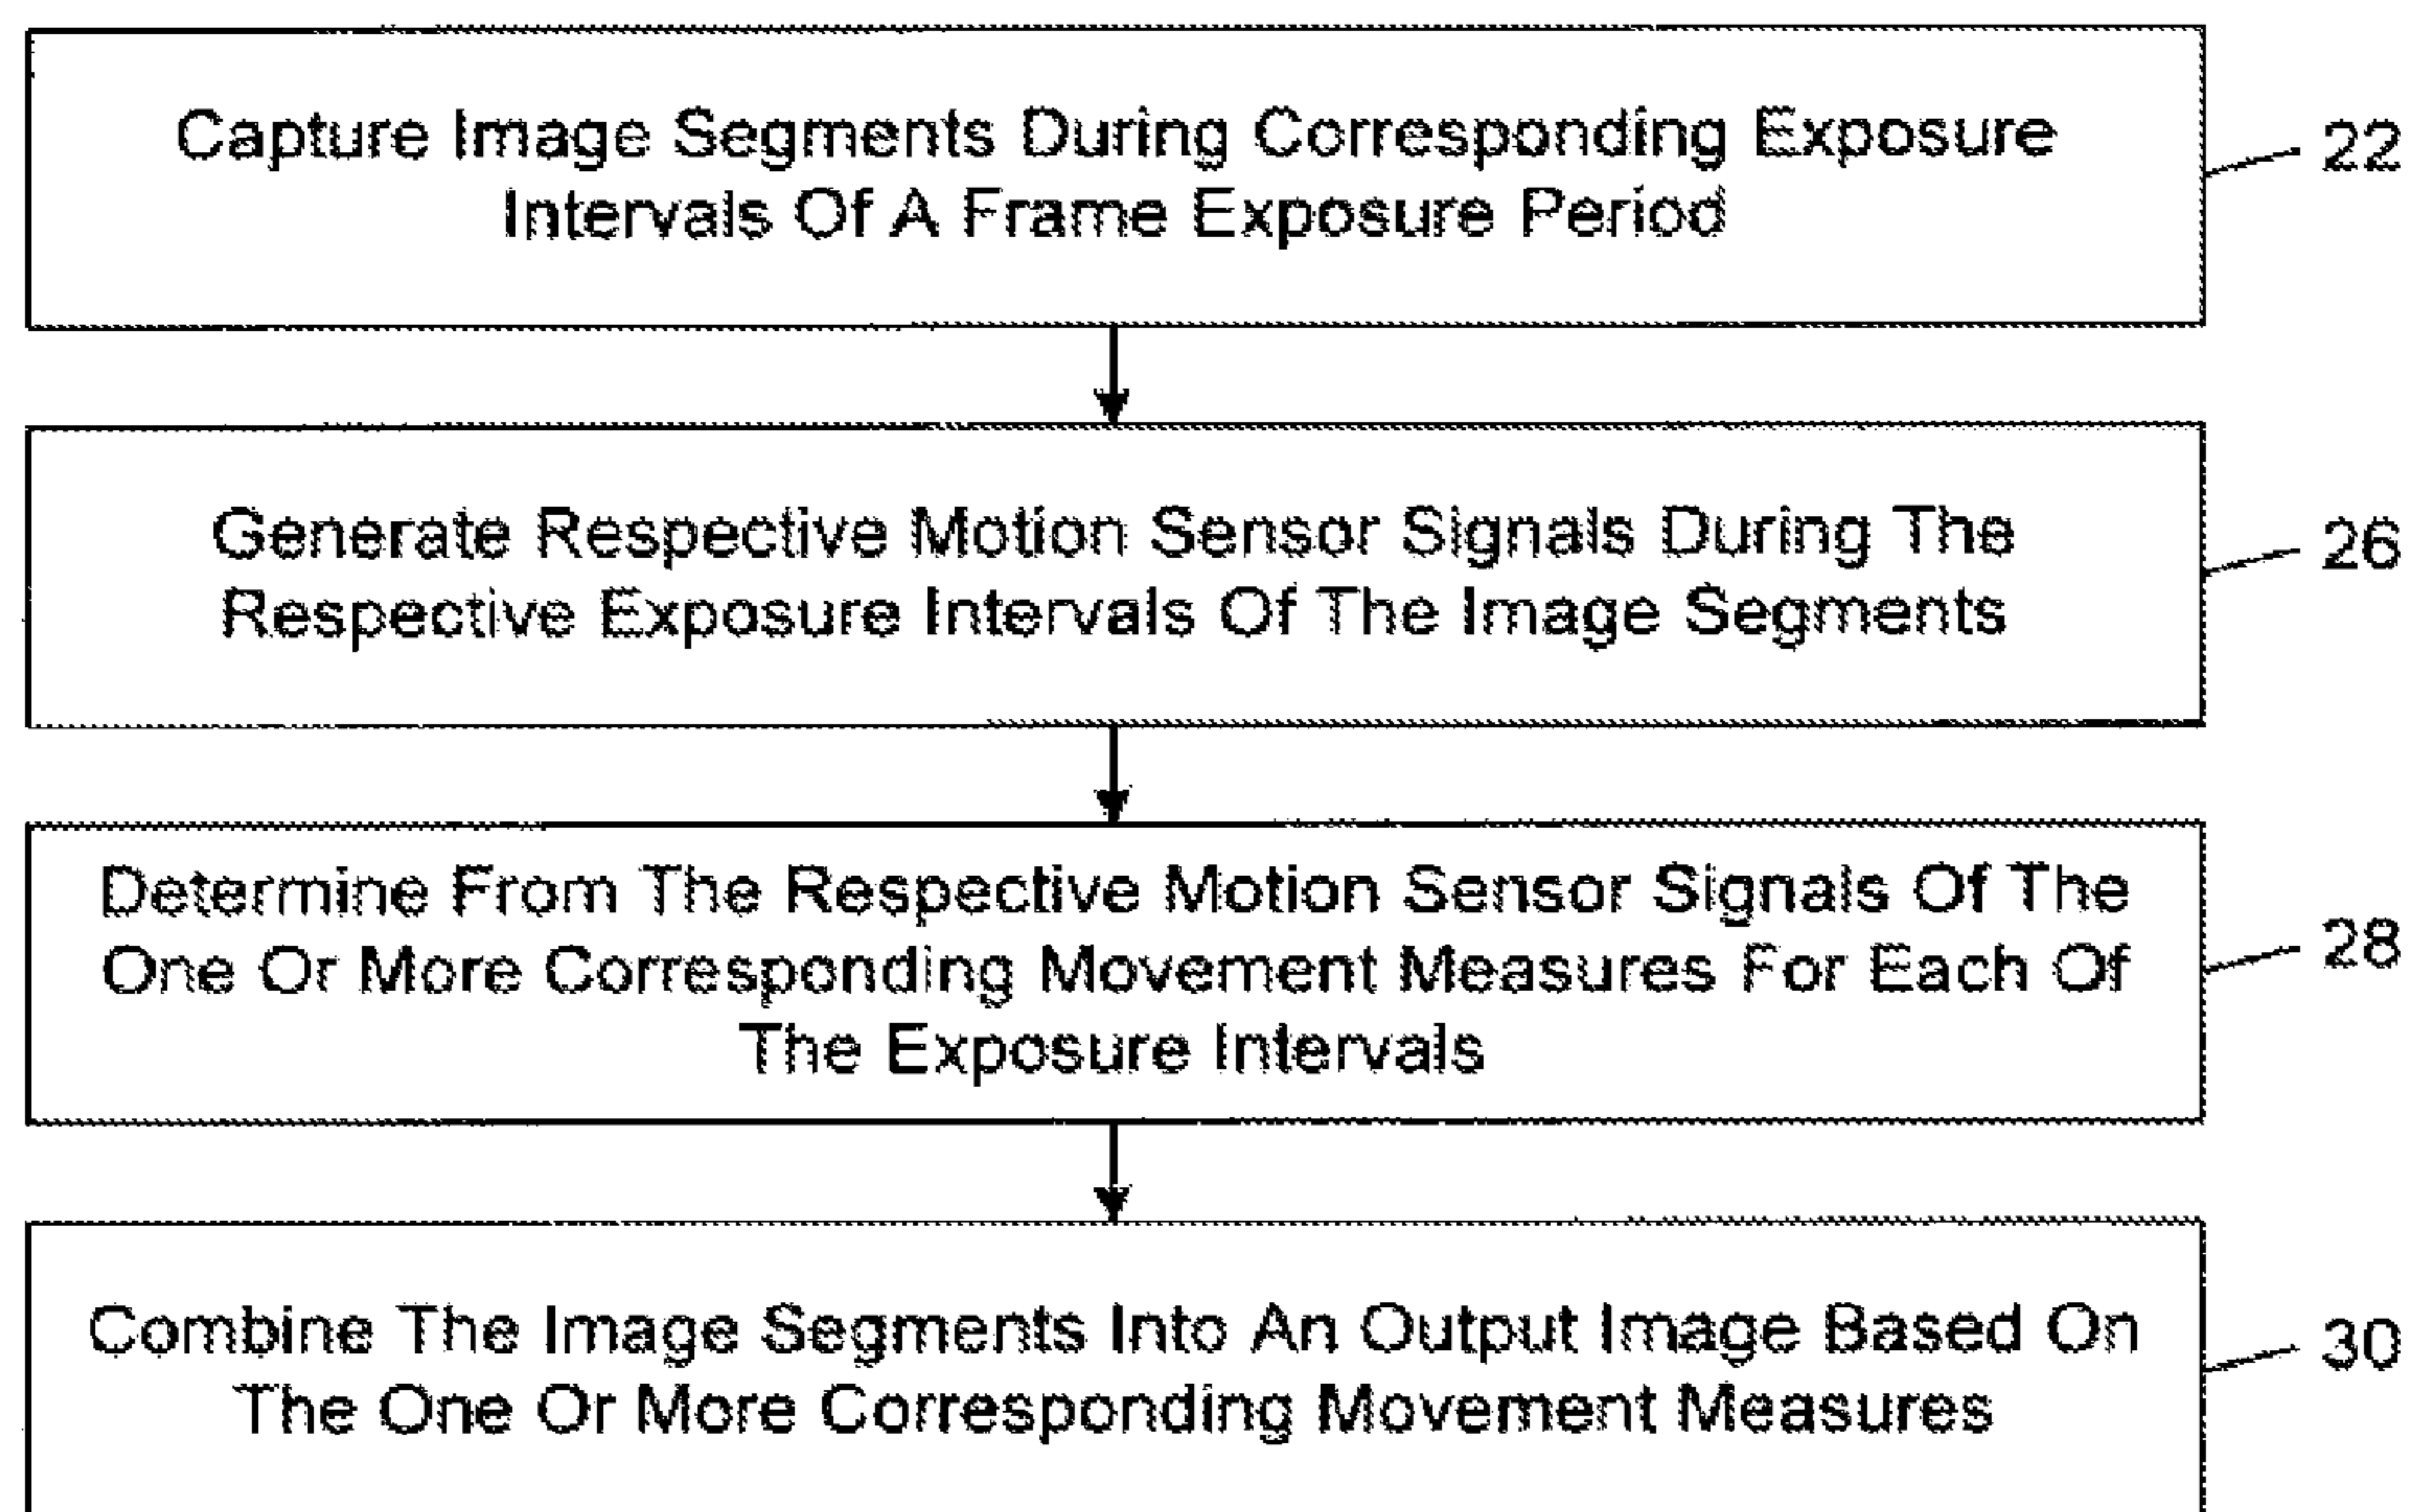 Capture Image Segments During Corresponding Exposure
Intervals Of A Frame Exposure Period
22
Generate Respective Motion Sensor Signals During The
Respective Exposure Intervals Of The Image Segments
26
Determine From The Respective Motion Sensor Signals Of The
One Or More Corresponding Movement Measures For Each Of
The Exposure Intervals
28
Combine The Image Segments Into An Output Image Based On
The One Or More Corresponding Movement Measures
30